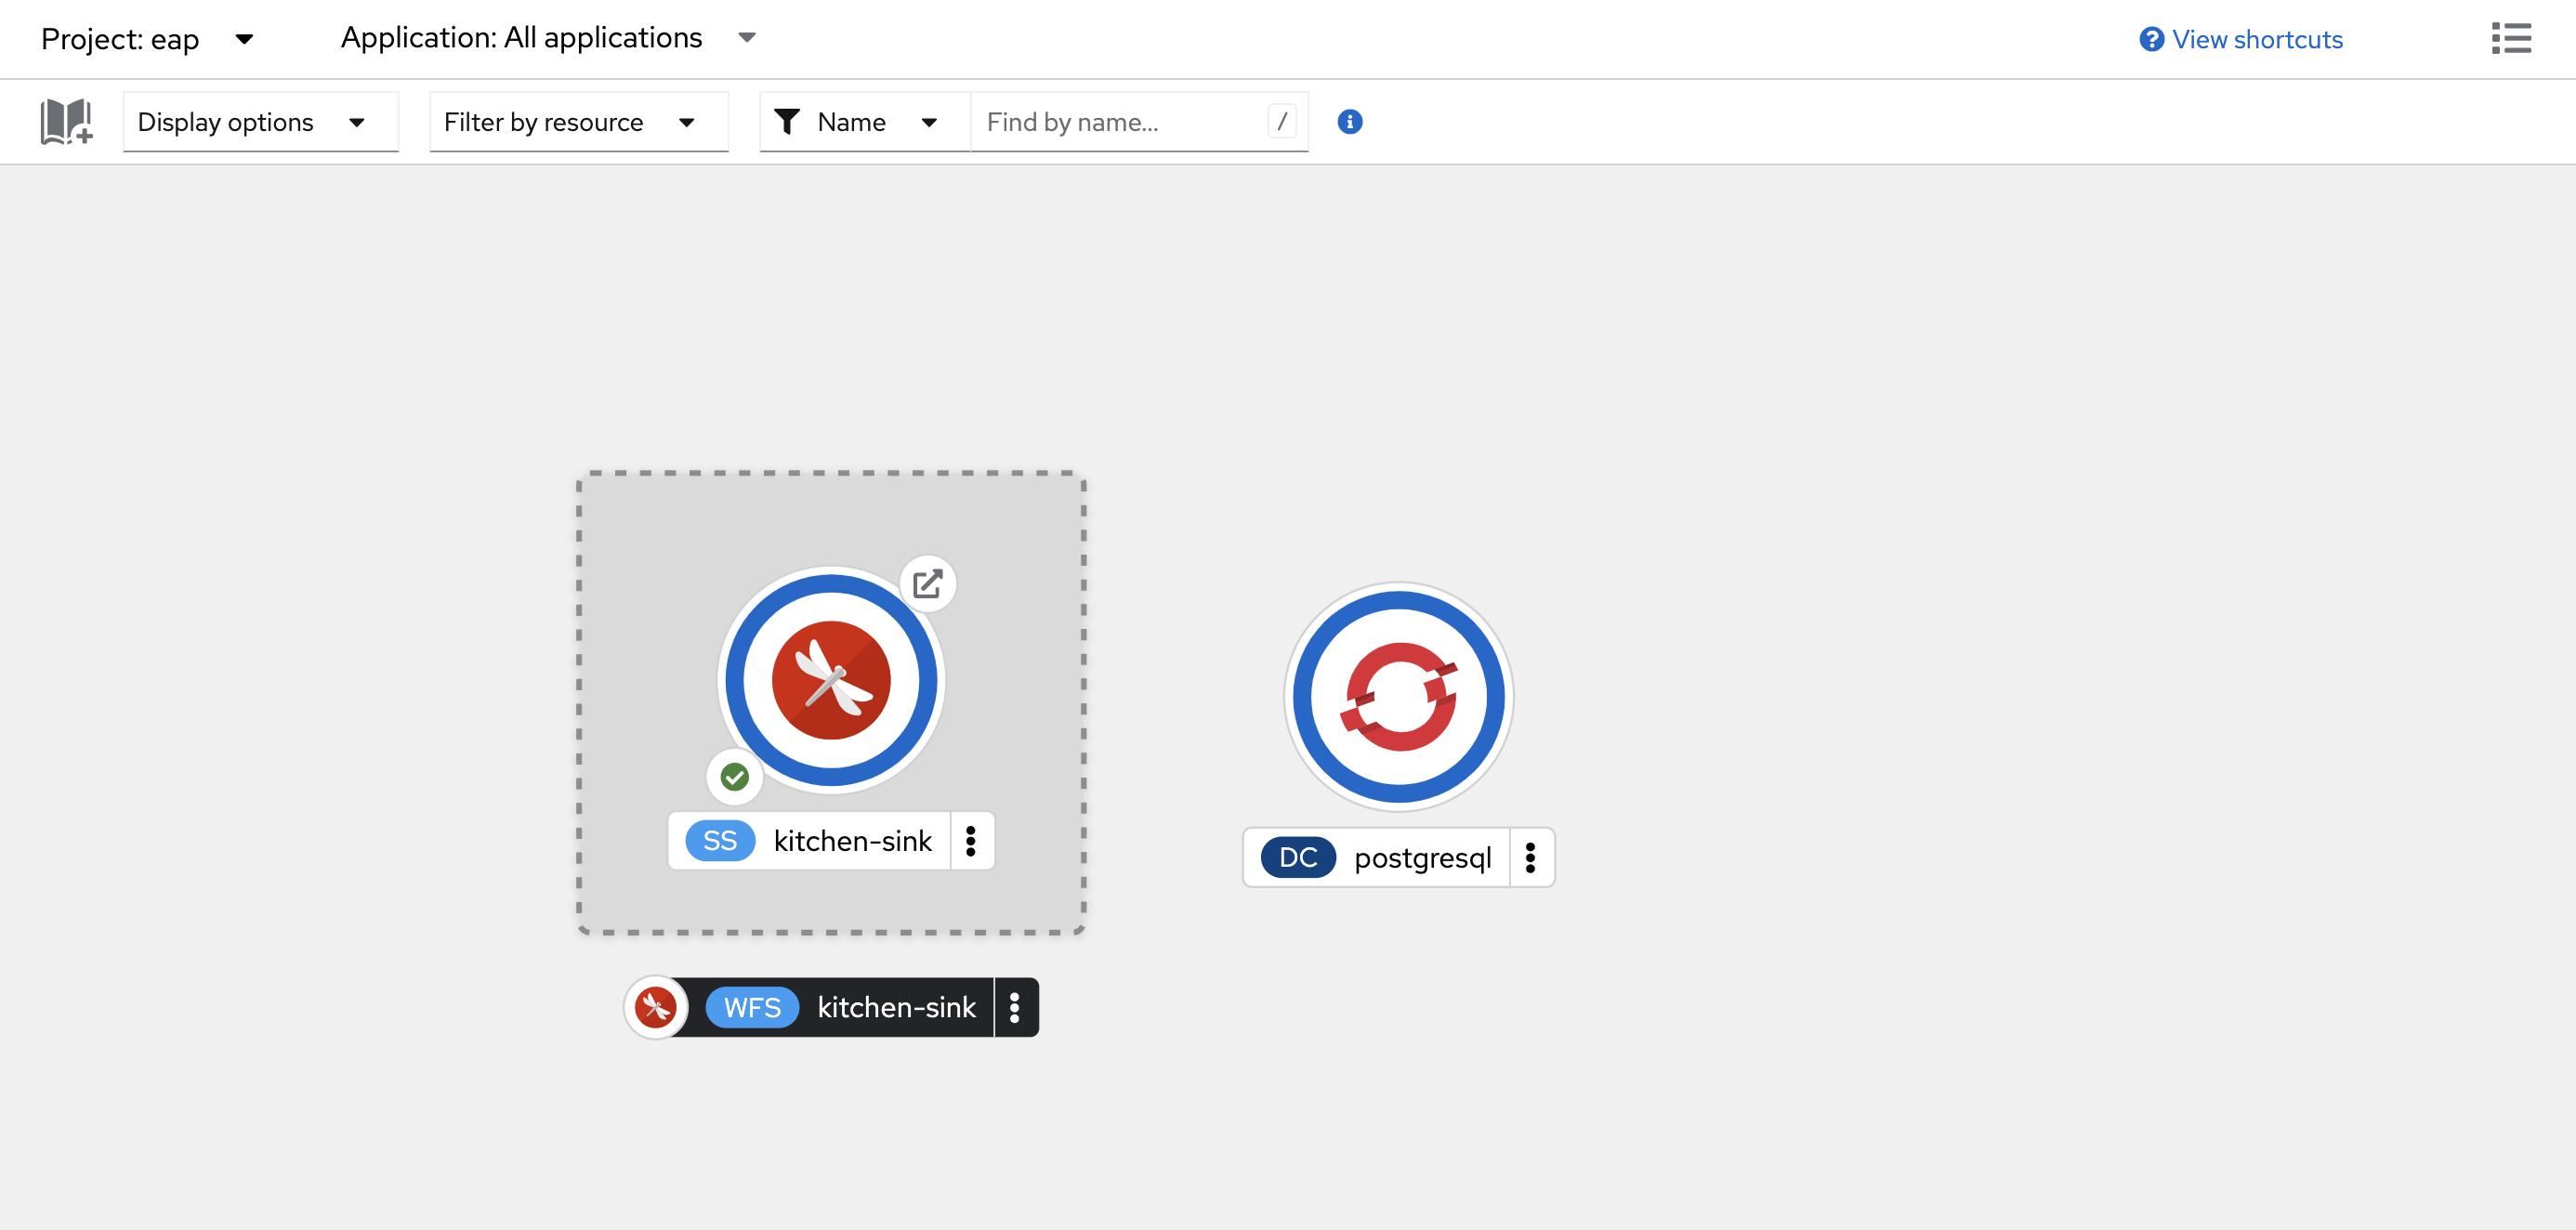 Project: eap
Application: All applications
View shortcuts
Display options
Filter by resource
Name
Find by name...
/
SS kitchen-sink
DC postgresql
WFS kitchen-sink